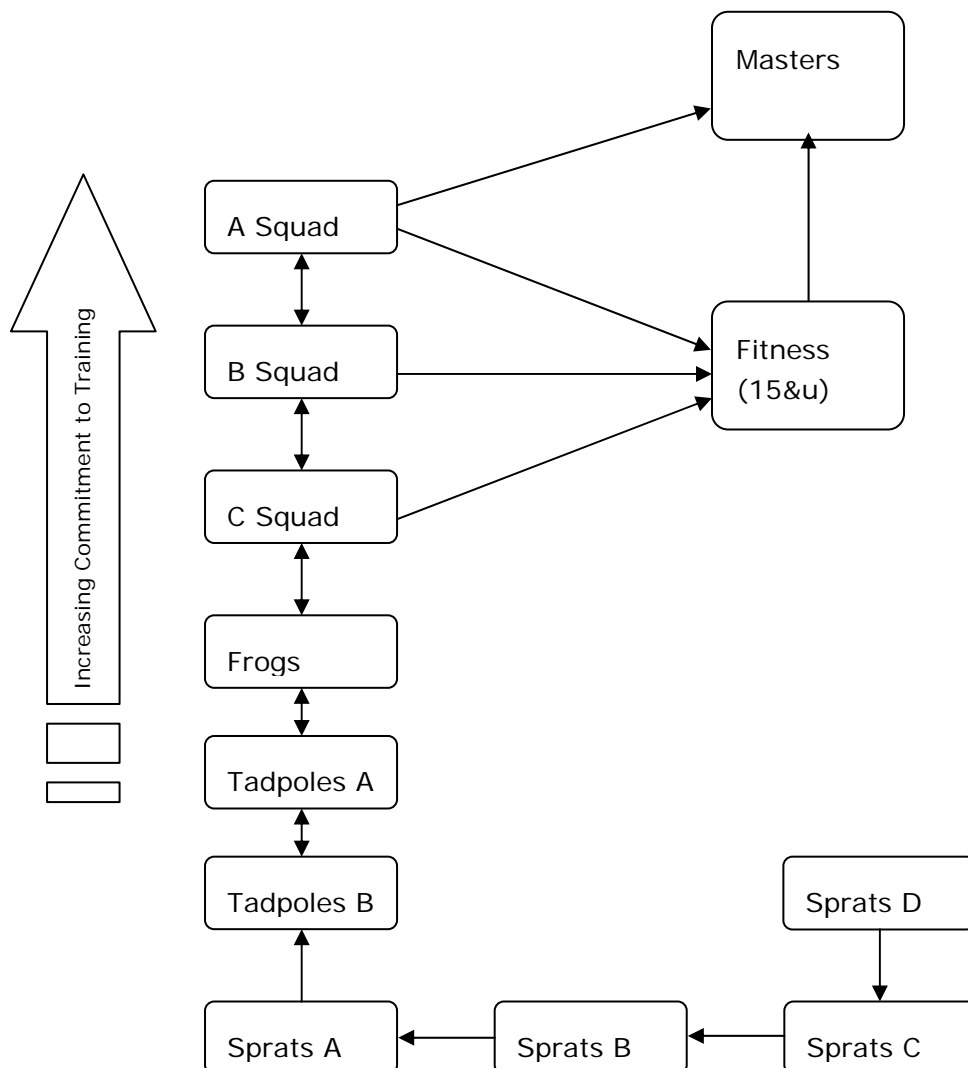 Masters
A Squad
Increasing Commitment to Training
B Squad
Fitness
(15&u)
C Squad
Frogs
Tadpoles A
Tadpoles B
Sprats D
Sprats A
Sprats B
Sprats C